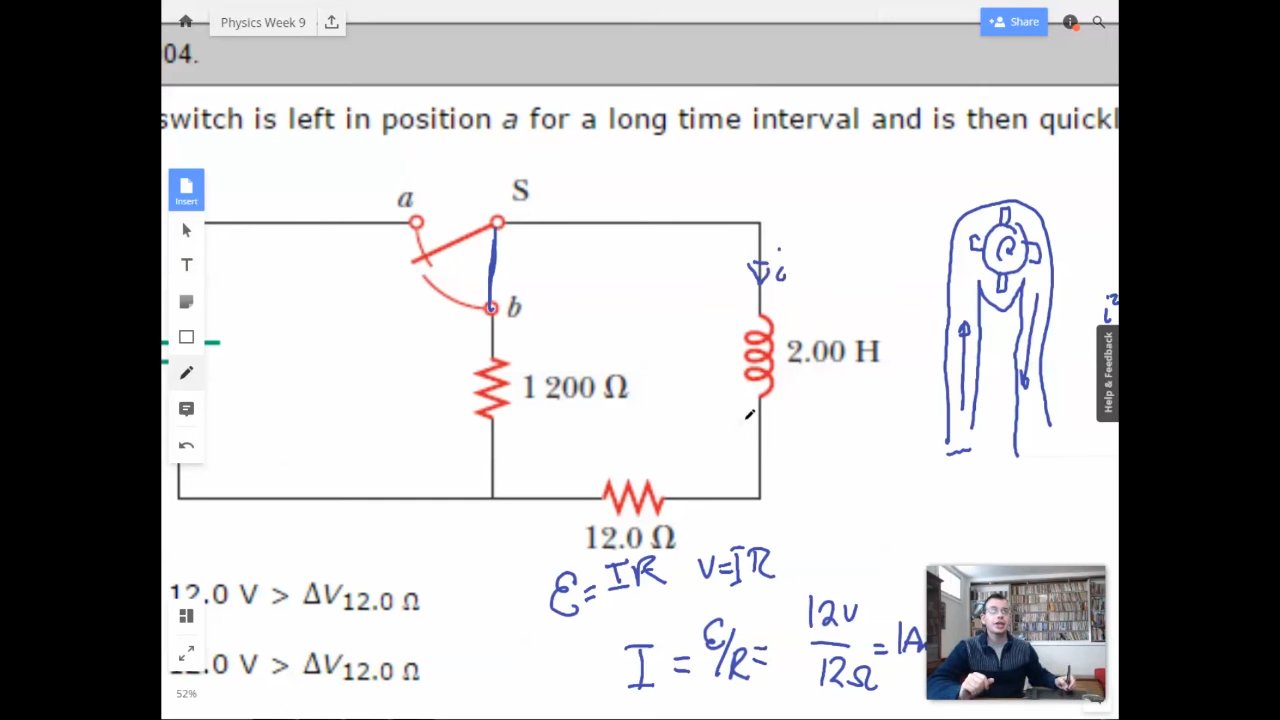 Physics Week 9
Share
04.
switch is left in position a for a long time interval and is then quickl
Insert
T
a
S
b
i
2.00 H
1 200 Ω
12.0 Ω
Help & Feedback
ε = IR V=IR
I = ε/R = 12V / 12Ω = 1A
12.0 V > ΔV12.0 Ω
.0 V > ΔV12.0 Ω
52%